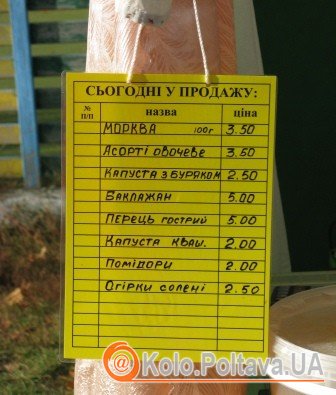 СЬОГОДНІ У ПРОДАЖУ:
№ п/п назва ціна
МОРКВА 100г 3.50
АСОРТІ ОВОЧЕВЕ 3.50
КАПУСТА З БУРЯКОМ 2.50
БАКЛАЖАН 5.00
ПЕРЕЦЬ ГОСТРИЙ 5.00
КАПУСТА КВАШ. 2.00
ПОМІДОРИ 2.00
ОГІРКИ СОЛЕНІ 2.50
@ Kolo.Poltava.UA